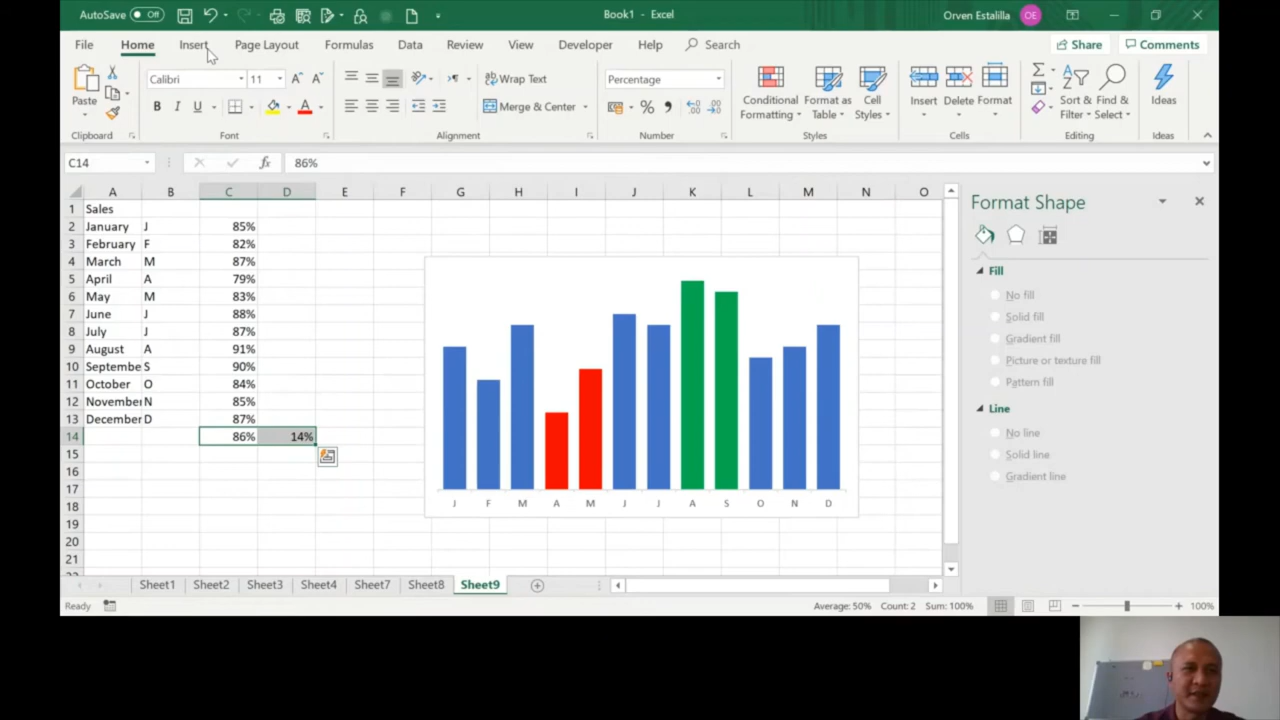 AutoSave Off
Book1 - Excel
Orven Estalilla OE
File Home Insert Page Layout Formulas Data Review View Developer Help Search Share Comments
Paste
Calibri 11
B I U A
Wrap Text
Merge & Center
Percentage
%
Conditional Formatting
Format as Table
Cell Styles
Insert
Delete
Format
Sort & Filter
Find & Select
Ideas
Clipboard Font Alignment Number Styles Cells Editing Ideas
C14 fx 86%
A B C D E F G H I J K L M N O
1 Sales
2 January J 85%
3 February F 82%
4 March M 87%
5 April A 79%
6 May M 83%
7 June J 88%
8 July J 87%
9 August A 91%
10 Septembe S 90%
11 October O 84%
12 November N 85%
13 December D 87%
14 86% 14%
15
16
17
18
19
20
21
J F M A M J J A S O N D
Format Shape
Fill
No fill
Solid fill
Gradient fill
Picture or texture fill
Pattern fill
Line
No line
Solid line
Gradient line
Sheet1 Sheet2 Sheet3 Sheet4 Sheet7 Sheet8 Sheet9
Ready
Average: 50% Count: 2 Sum: 100%
100%